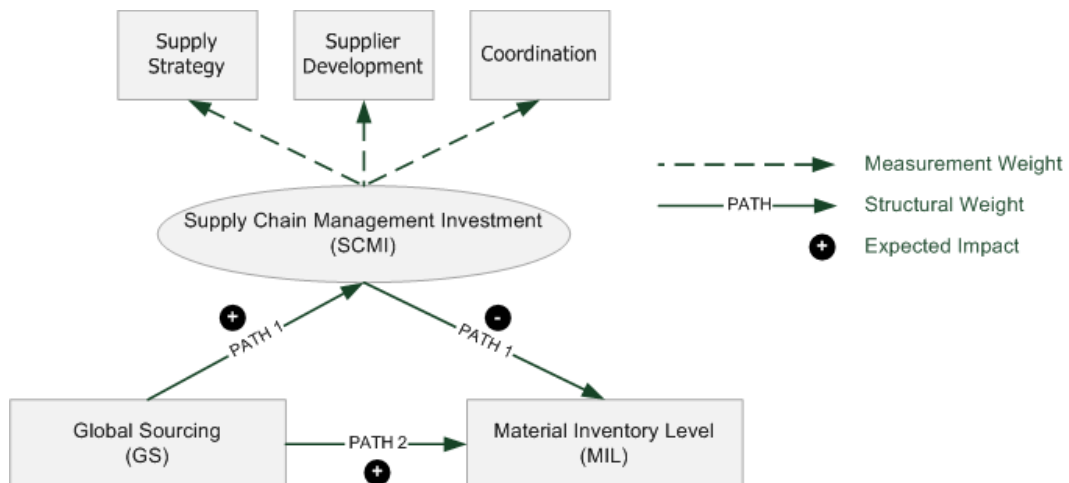 Supply
Strategy
Supplier
Development
Coordination
Measurement Weight
PATH
Structural Weight
+
Expected Impact
Supply Chain Management Investment
(SCMI)
+
PATH 1
-
PATH 1
Global Sourcing
(GS)
PATH 2
+
Material Inventory Level
(MIL)